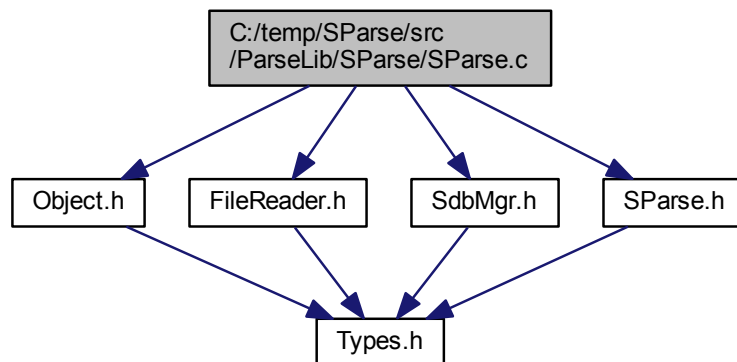 C:/temp/SParse/src
/ParseLib/SParse/SParse.c
Object.h
FileReader.h
SdbMgr.h
SParse.h
Types.h